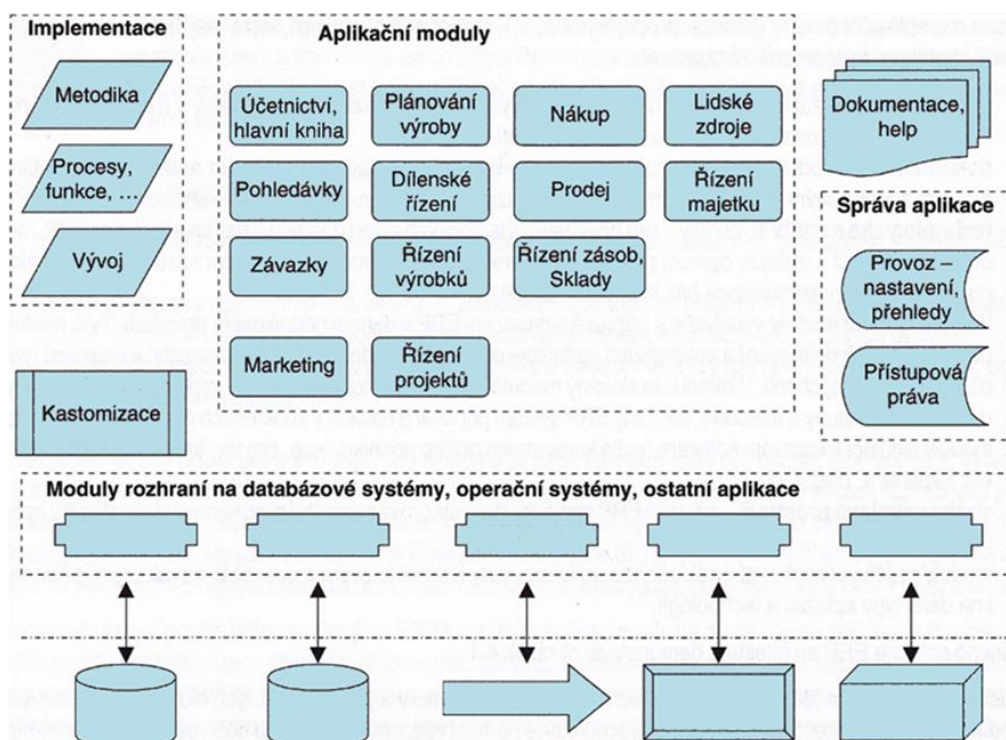 Implementace
Metodika
Procesy,
funkce, ...
Vývoj
Kastomizace
Aplikační moduly
Účetnictví,
hlavní kniha
Plánování
výroby
Nákup
Lidské
zdroje
Pohledávky
Dílenské
řízení
Prodej
Řízení
majetku
Závazky
Řízení
výrobků
Řízení zásob,
Sklady
Marketing
Řízení
projektů
Dokumentace,
help
Správa aplikace
Provoz –
nastavení,
přehledy
Přístupová
práva
Moduly rozhraní na databázové systémy, operační systémy, ostatní aplikace